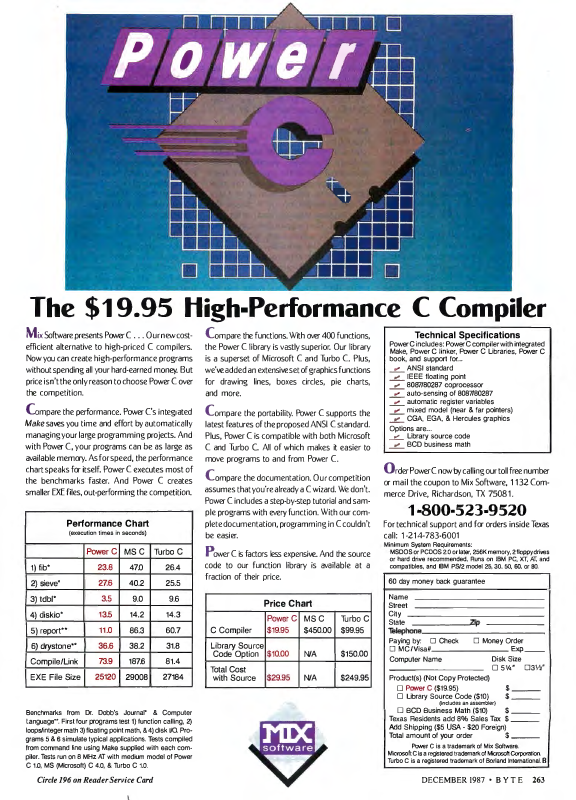 Power
C
The $19.95 High-Performance C Compiler
Mix Software presents Power C . . . Our new cost-
efficient alternative to high-priced C compilers.
Now you can create high-performance programs
without spending all your hard-earned money. But
price isn't the only reason to choose Power C over
the competition.
Compare the performance. Power C's integrated
Make saves you time and effort by automatically
managing your large programming projects. And
with Power C, your programs can be as large as
available memory. As for speed, the performance
chart speaks for itself. Power C executes most of
the benchmarks faster. And Power C creates
smaller EXE files, out-performing the competition.
Performance Chart
(execution times in seconds)
Power C MS C Turbo C
1) fib* 23.8 47.0 26.4
2) sieve* 27.6 40.2 25.5
3) tdbl* 3.5 9.0 9.6
4) diskio* 13.5 14.2 14.3
5) report** 11.0 86.3 60.7
6) drystone** 36.6 38.2 31.8
Compile/Link 73.9 187.6 81.4
EXE File Size 25120 29008 27184
Benchmarks from Dr. Dobb's Journal* & Computer
Language**. First four programs test 1) function calling, 2)
loops/integer math 3) floating point math, & 4) disk I/O. Pro-
grams 5 & 6 simulate typical applications. Tests compiled
from command line using Make supplied with each com-
piler. Tests run on 8 MHZ AT with medium model of Power
C 1.0, MS (Microsoft) C 4.0, & Turbo C 1.0.
Circle 196 on Reader Service Card
Compare the functions. With over 400 functions,
the Power C library is vastly superior. Our library
is a superset of Microsoft C and Turbo C. Plus,
we've added an extensive set of graphics functions
for drawing lines, boxes circles, pie charts,
and more.
Compare the portability. Power C supports the
latest features of the proposed ANSI C standard.
Plus, Power C is compatible with both Microsoft
C and Turbo C. All of which makes it easier to
move programs to and from Power C.
Compare the documentation. Our competition
assumes that you're already a C wizard. We don't.
Power C includes a step-by-step tutorial and sam-
ple programs with every function. With our com-
plete documentation, programming in C couldn't
be easier.
Power C is factors less expensive. And the source
code to our function library is available at a
fraction of their price.
Price Chart
Power C MS C Turbo C
C Compiler $19.95 $450.00 $99.95
Library Source
Code Option $10.00 N/A $150.00
Total Cost
with Source $29.95 N/A $249.95
MIX
software
Technical Specifications
Power C includes: Power C compiler with integrated
Make, Power C linker, Power C Libraries, Power C
book, and support for...
ANSI standard
IEEE floating point
8087/80287 coprocessor
auto-sensing of 8087/80287
automatic register variables
mixed model (near & far pointers)
CGA, EGA, & Hercules graphics
Options are...
Library source code
BCD business math
Order Power C now by calling our toll free number
or mail the coupon to Mix Software, 1132 Com-
merce Drive, Richardson, TX 75081.
1-800-523-9520
For technical support and for orders inside Texas
call: 1-214-783-6001
Minimum System Requirements:
MSDOS or PCDOS 2.0 or later, 256K memory, 2 floppy drives
or hard drive recommended, Runs on IBM PC, XT, AT, and
compatibles, and IBM PS/2 model 25, 30, 50, 60, or 80.
60 day money back guarantee
Name
Street
City
State Zip
Telephone
Paying by: Check Money Order
MC/Visa# Exp
Computer Name Disk Size
5¼" 3½"
Product(s) (Not Copy Protected)
Power C ($19.95) $
Library Source Code ($10) $
(includes an assembler)
BCD Business Math ($10) $
Texas Residents add 8% Sales Tax $
Add Shipping ($5 USA - $20 Foreign) $
Total amount of your order $
Power C is a trademark of Mix Software.
Microsoft C is a registered trademark of Microsoft Corporation.
Turbo C is a registered trademark of Borland International. B
DECEMBER 1987 • BYTE 263